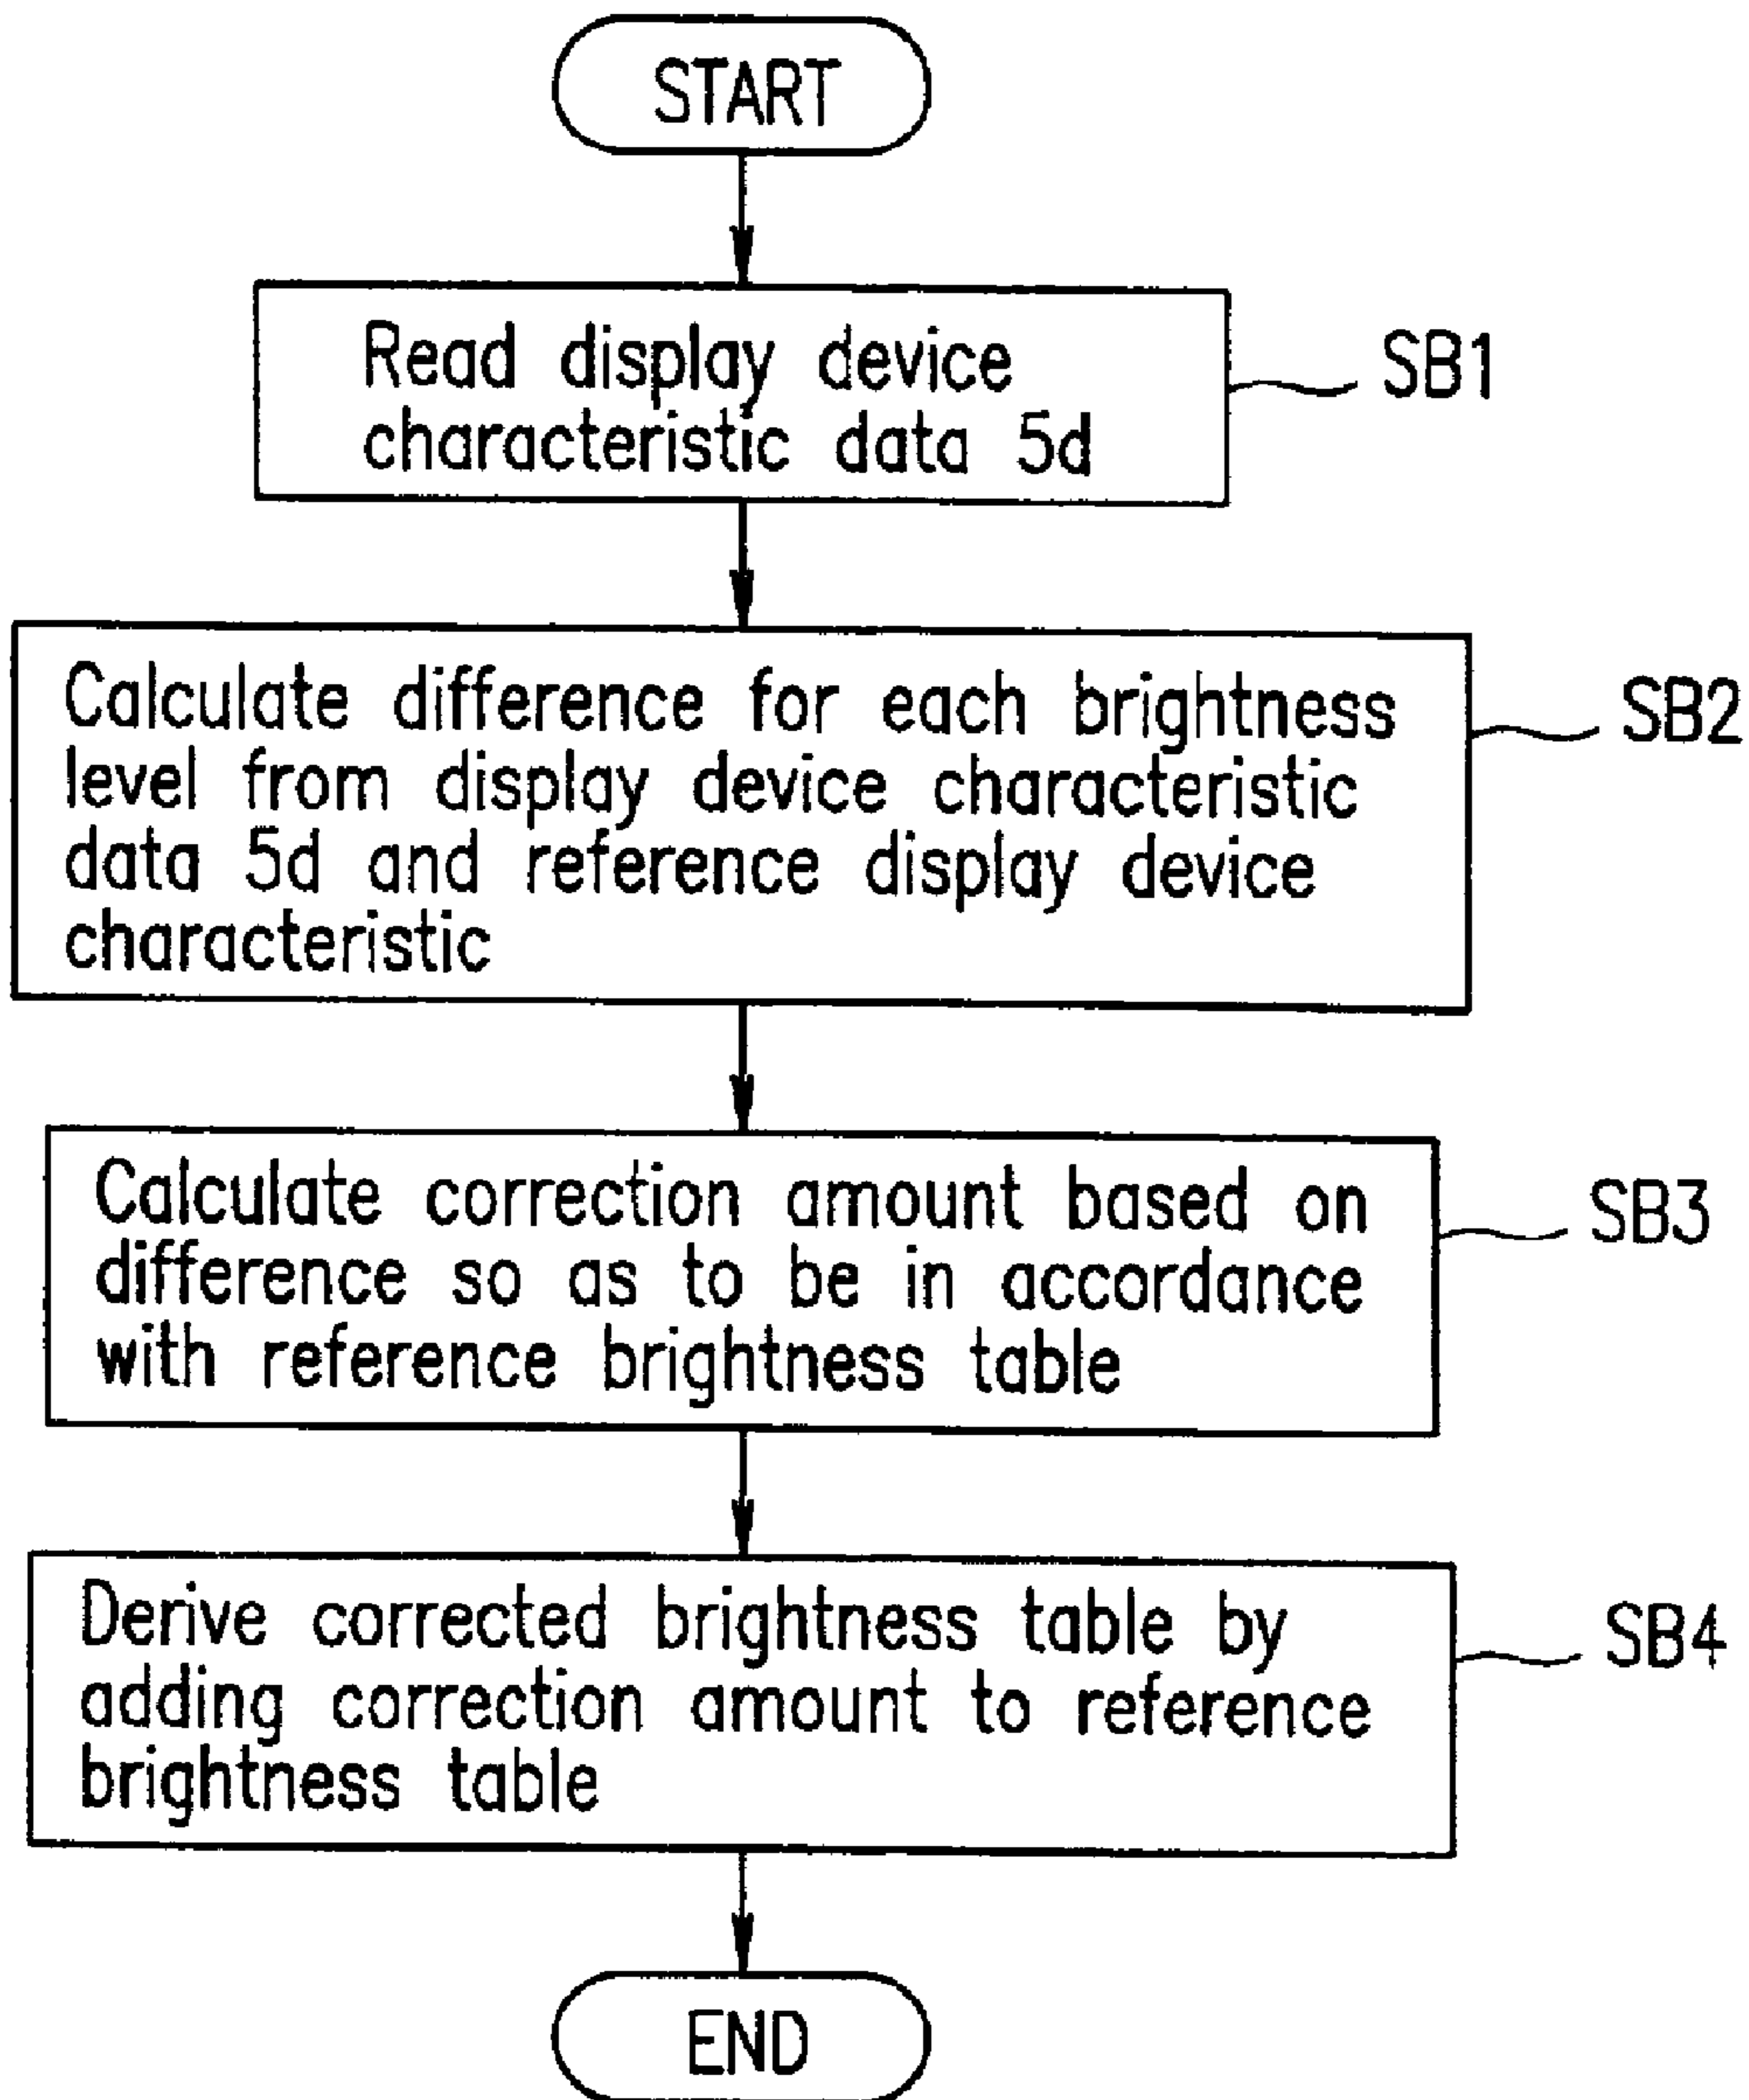 START
Read display device
characteristic data 5d
SB1
Calculate difference for each brightness
level from display device characteristic
data 5d and reference display device
characteristic
SB2
Calculate correction amount based on
difference so as to be in accordance
with reference brightness table
SB3
Derive corrected brightness table by
adding correction amount to reference
brightness table
SB4
END